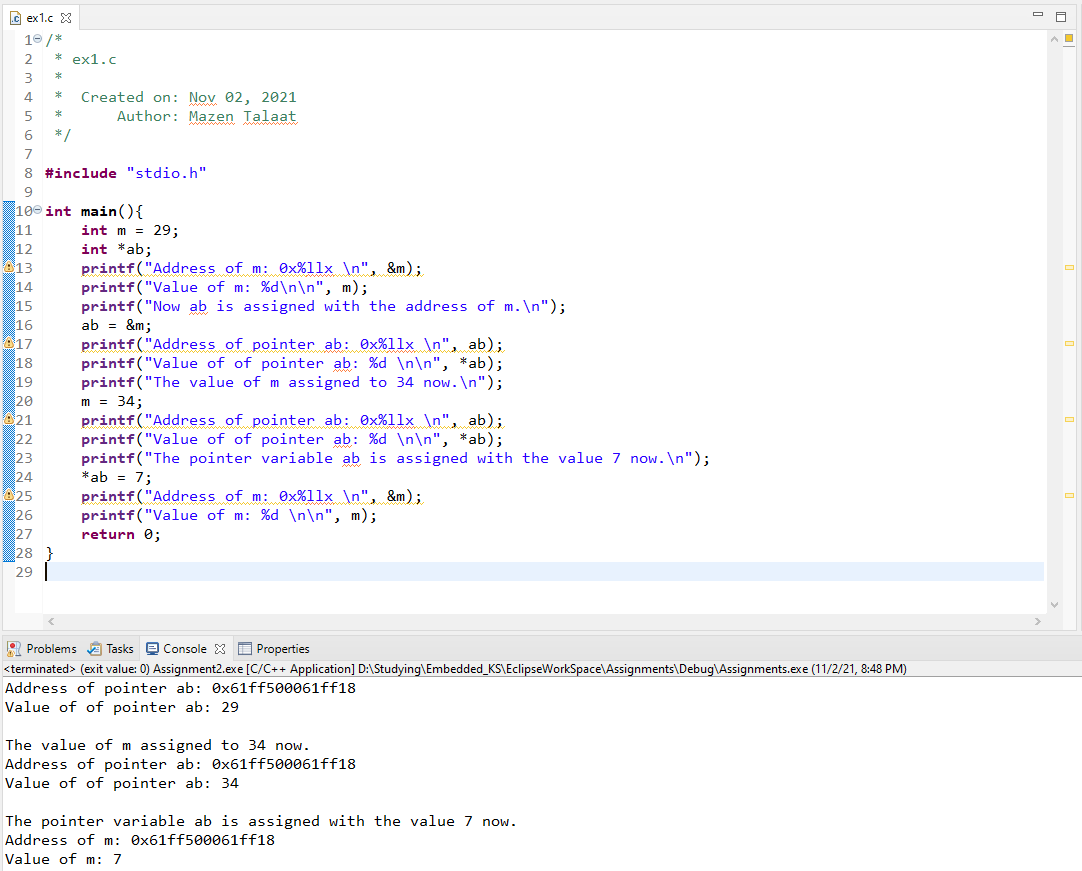 ex1.c
1 /*
2  * ex1.c
3  *
4  *  Created on: Nov 02, 2021
5  *      Author: Mazen Talaat
6  */
7
8 #include "stdio.h"
9
10 int main(){
11     int m = 29;
12     int *ab;
13     printf("Address of m: 0x%llx \n", &m);
14     printf("Value of m: %d\n\n", m);
15     printf("Now ab is assigned with the address of m.\n");
16     ab = &m;
17     printf("Address of pointer ab: 0x%llx \n", ab);
18     printf("Value of of pointer ab: %d \n\n", *ab);
19     printf("The value of m assigned to 34 now.\n");
20     m = 34;
21     printf("Address of pointer ab: 0x%llx \n", ab);
22     printf("Value of of pointer ab: %d \n\n", *ab);
23     printf("The pointer variable ab is assigned with the value 7 now.\n");
24     *ab = 7;
25     printf("Address of m: 0x%llx \n", &m);
26     printf("Value of m: %d \n\n", m);
27     return 0;
28 }
29
Problems Tasks Console Properties
<terminated> (exit value: 0) Assignment2.exe [C/C++ Application] D:\Studying\Embedded_KS\EclipseWorkSpace\Assignments\Debug\Assignments.exe (11/2/21, 8:48 PM)
Address of pointer ab: 0x61ff500061ff18
Value of of pointer ab: 29

The value of m assigned to 34 now.
Address of pointer ab: 0x61ff500061ff18
Value of of pointer ab: 34

The pointer variable ab is assigned with the value 7 now.
Address of m: 0x61ff500061ff18
Value of m: 7